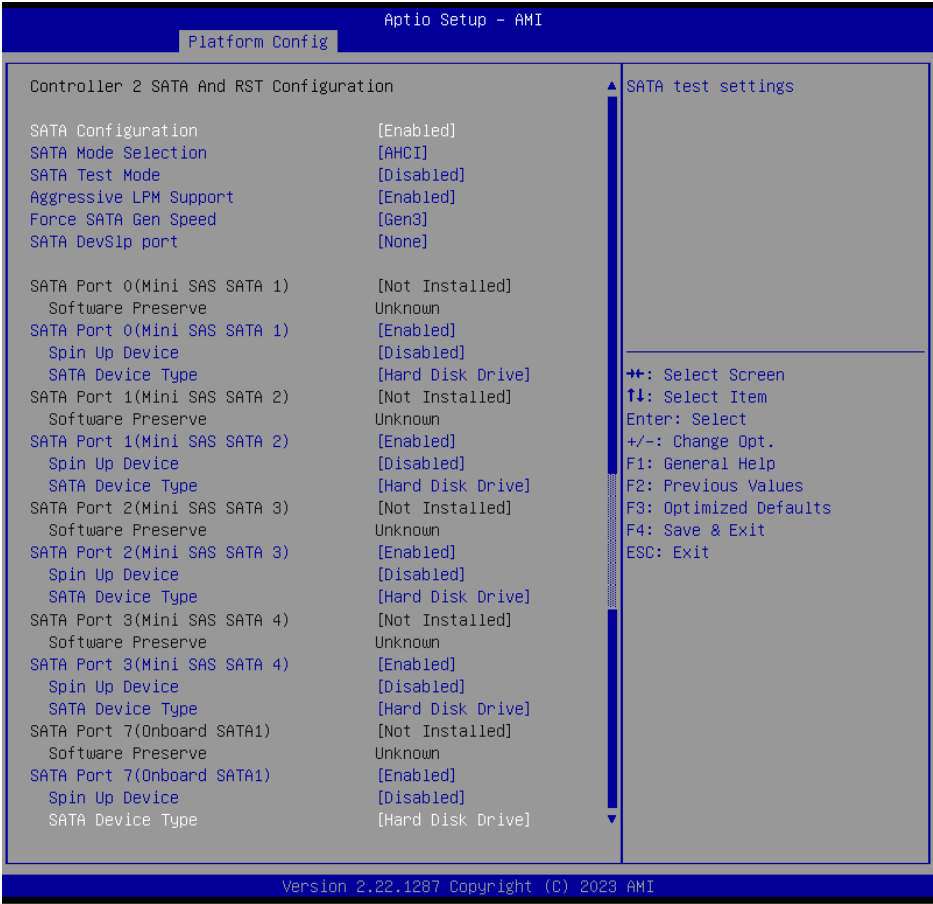 Aptio Setup - AMI
Platform Config
Controller 2 SATA And RST Configuration
SATA Configuration [Enabled]
SATA Mode Selection [AHCI]
SATA Test Mode [Disabled]
Aggressive LPM Support [Enabled]
Force SATA Gen Speed [Gen3]
SATA DevSlp port [None]
SATA Port 0(Mini SAS SATA 1) [Not Installed]
Software Preserve Unknown
SATA Port 0(Mini SAS SATA 1) [Enabled]
Spin Up Device [Disabled]
SATA Device Type [Hard Disk Drive]
SATA Port 1(Mini SAS SATA 2) [Not Installed]
Software Preserve Unknown
SATA Port 1(Mini SAS SATA 2) [Enabled]
Spin Up Device [Disabled]
SATA Device Type [Hard Disk Drive]
SATA Port 2(Mini SAS SATA 3) [Not Installed]
Software Preserve Unknown
SATA Port 2(Mini SAS SATA 3) [Enabled]
Spin Up Device [Disabled]
SATA Device Type [Hard Disk Drive]
SATA Port 3(Mini SAS SATA 4) [Not Installed]
Software Preserve Unknown
SATA Port 3(Mini SAS SATA 4) [Enabled]
Spin Up Device [Disabled]
SATA Device Type [Hard Disk Drive]
SATA Port 7(Onboard SATA1) [Not Installed]
Software Preserve Unknown
SATA Port 7(Onboard SATA1) [Enabled]
Spin Up Device [Disabled]
SATA Device Type [Hard Disk Drive]
SATA test settings
→←: Select Screen
↑↓: Select Item
Enter: Select
+/-: Change Opt.
F1: General Help
F2: Previous Values
F3: Optimized Defaults
F4: Save & Exit
ESC: Exit
Version 2.22.1287 Copyright (C) 2023 AMI